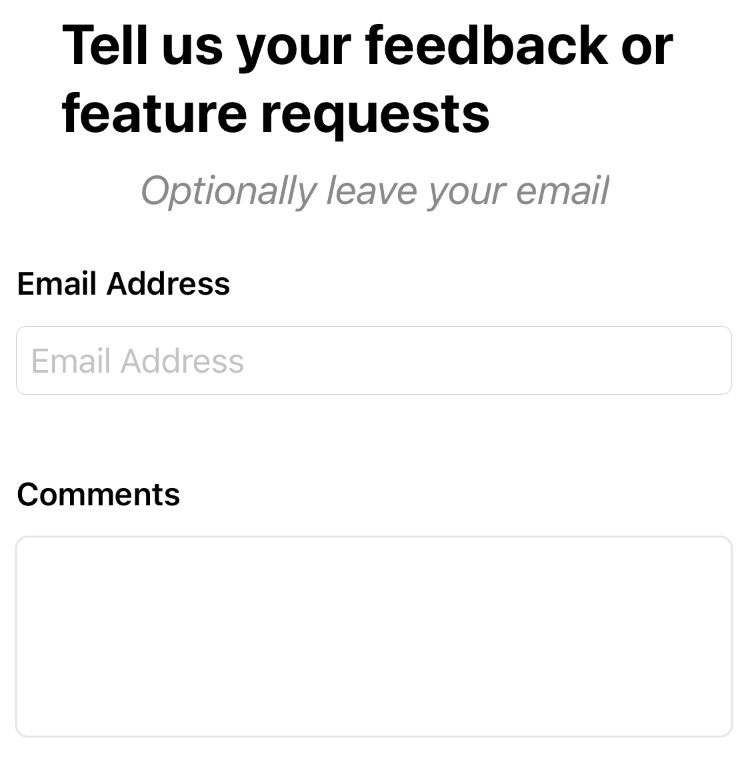 Tell us your feedback or
feature requests
Optionally leave your email
Email Address
Email Address
Comments